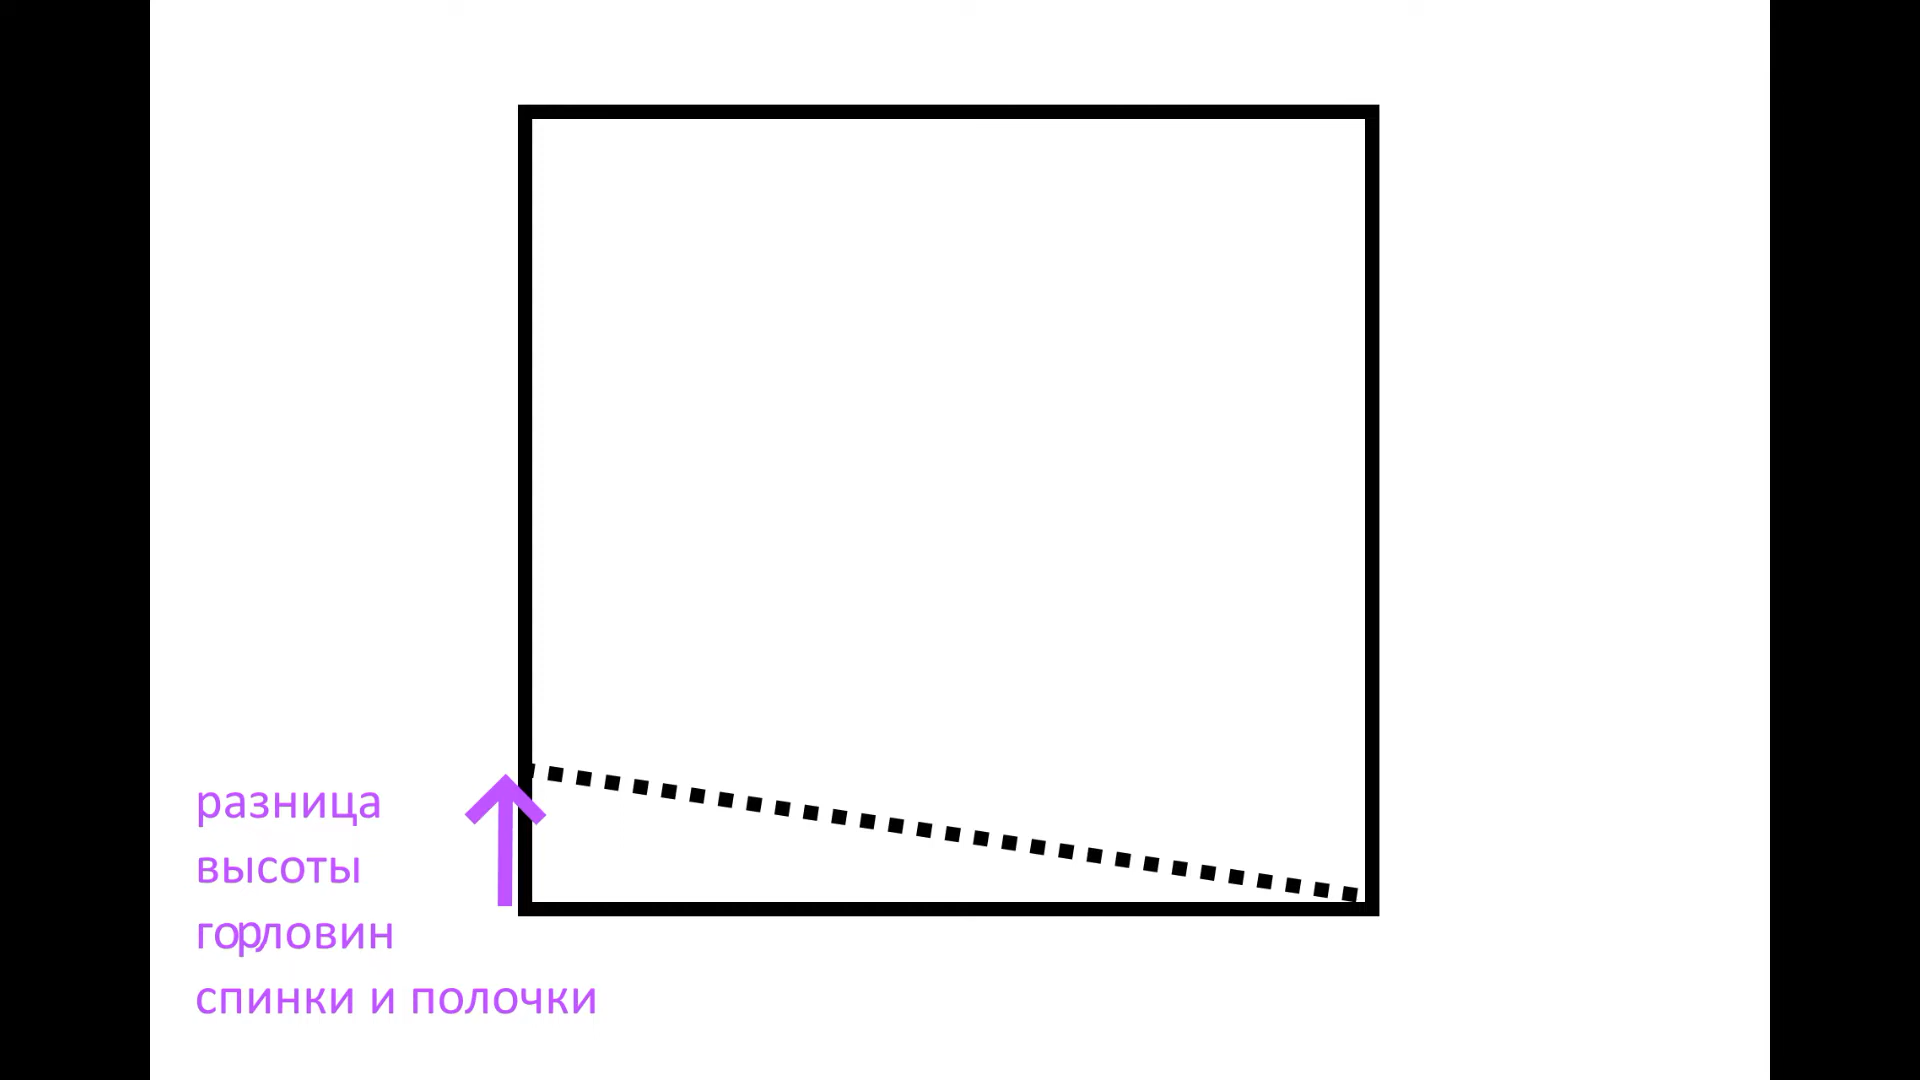 разница
высоты
горловин
спинки и полочки